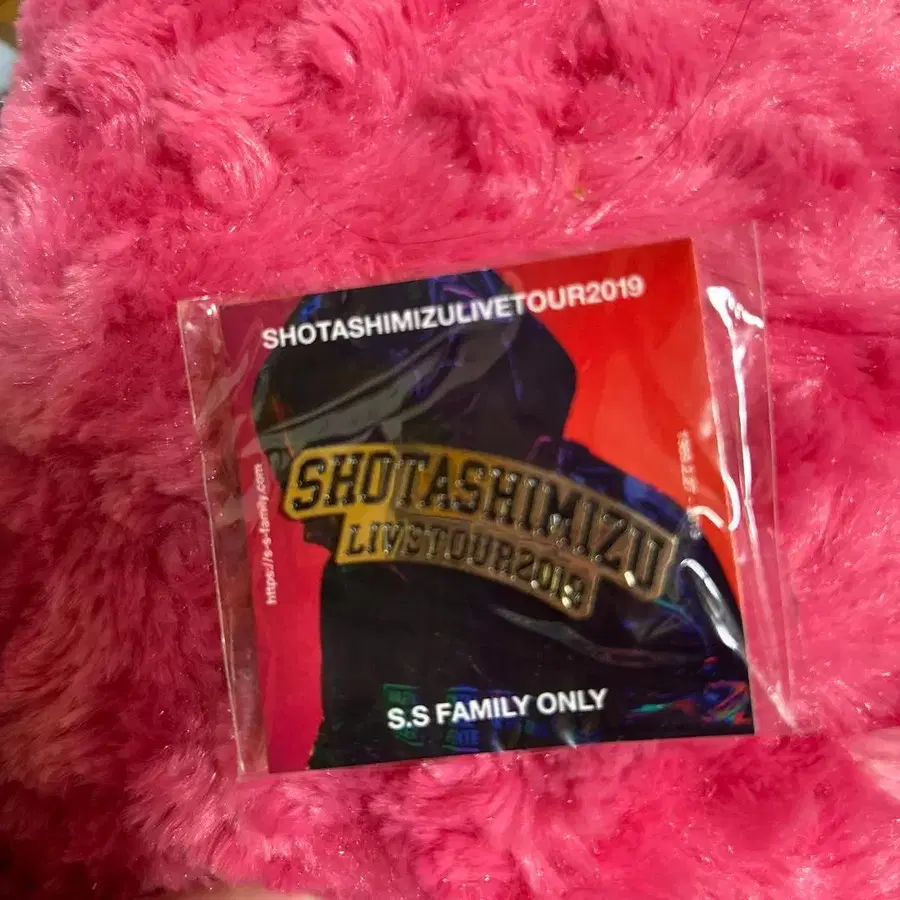 SHOTASHIMIZULIVETOUR2019
SHOTASHIMIZU
LIVETOUR2019
https://s-s-family.com
S.S FAMILY ONLY